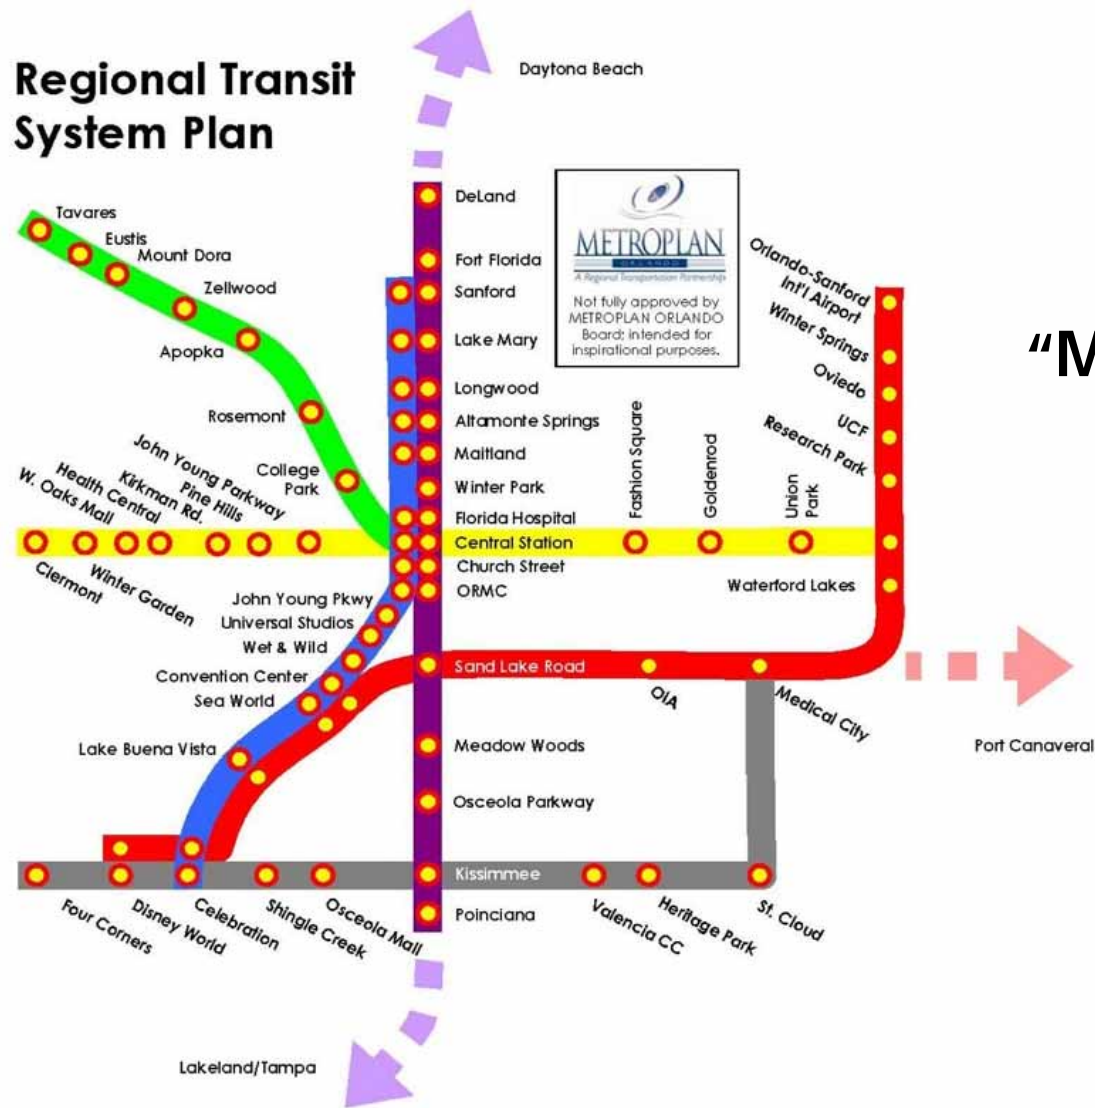 Regional Transit
System Plan
Daytona Beach
DeLand
Fort Florida
Sanford
Lake Mary
Longwood
Altamonte Springs
Maitland
Winter Park
Florida Hospital
Central Station
Church Street
ORMC
Sand Lake Road
Meadow Woods
Osceola Parkway
Kissimmee
Poinciana
METROPLAN
ORLANDO
A Regional Transportation Partnership
Not fully approved by
METROPLAN ORLANDO
Board; intended for
inspirational purposes.
Tavares
Eustis
Mount Dora
Zellwood
Apopka
Rosemont
College
Park
John Young Parkway
Pine Hills
Kirkman Rd.
Health Central
W. Oaks Mall
Winter Garden
Clermont
Fashion Square
Goldenrod
Union
Park
Orlando-Sanford
Int'l Airport
Winter Springs
Oviedo
UCF
Research Park
Waterford Lakes
"M
John Young Pkwy
Universal Studios
Wet & Wild
Convention Center
Sea World
Lake Buena Vista
OIA
Medical City
Port Canaveral
Four Corners
Disney World
Celebration
Shingle Creek
Osceola Mall
Valencia CC
Heritage Park
St. Cloud
Lakeland/Tampa